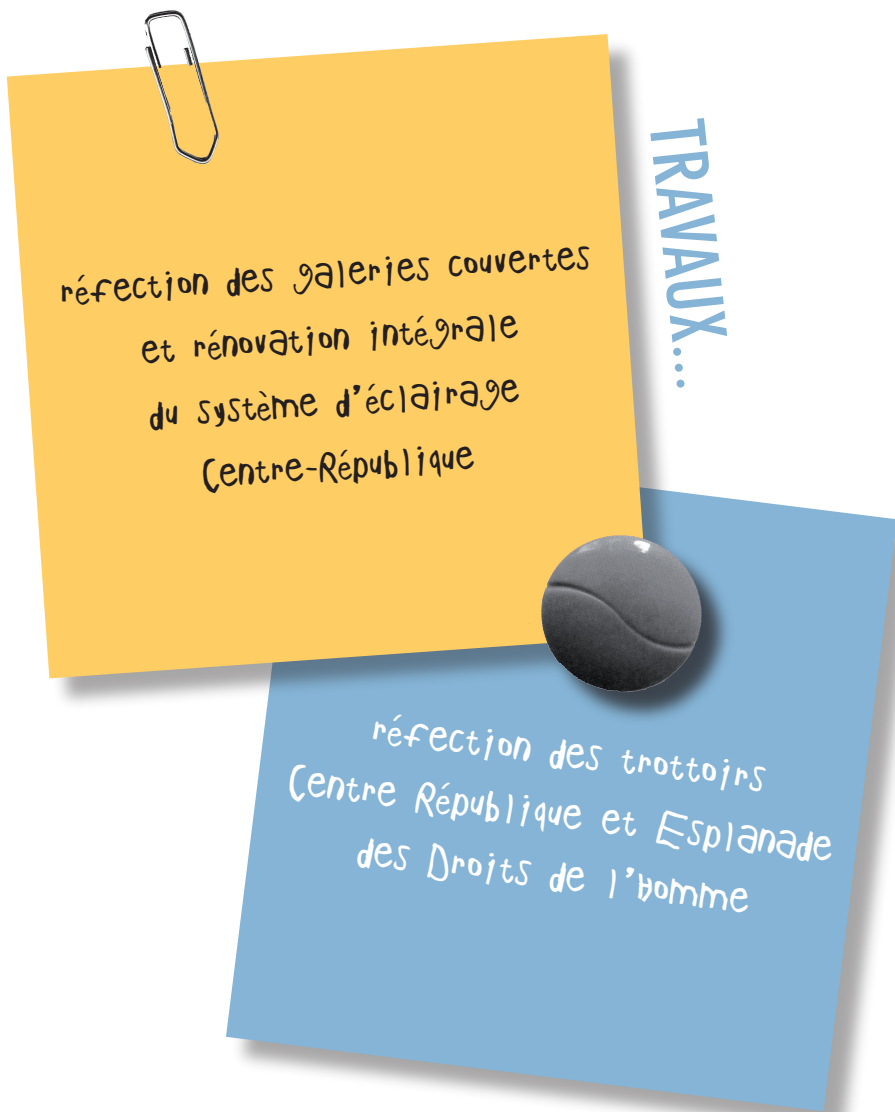 TRAVAUX...
réfection des galeries couvertes
et rénovation intégrale
du système d'éclairage
Centre-République
réfection des trottoirs
Centre République et Esplanade
des Droits de l'Homme